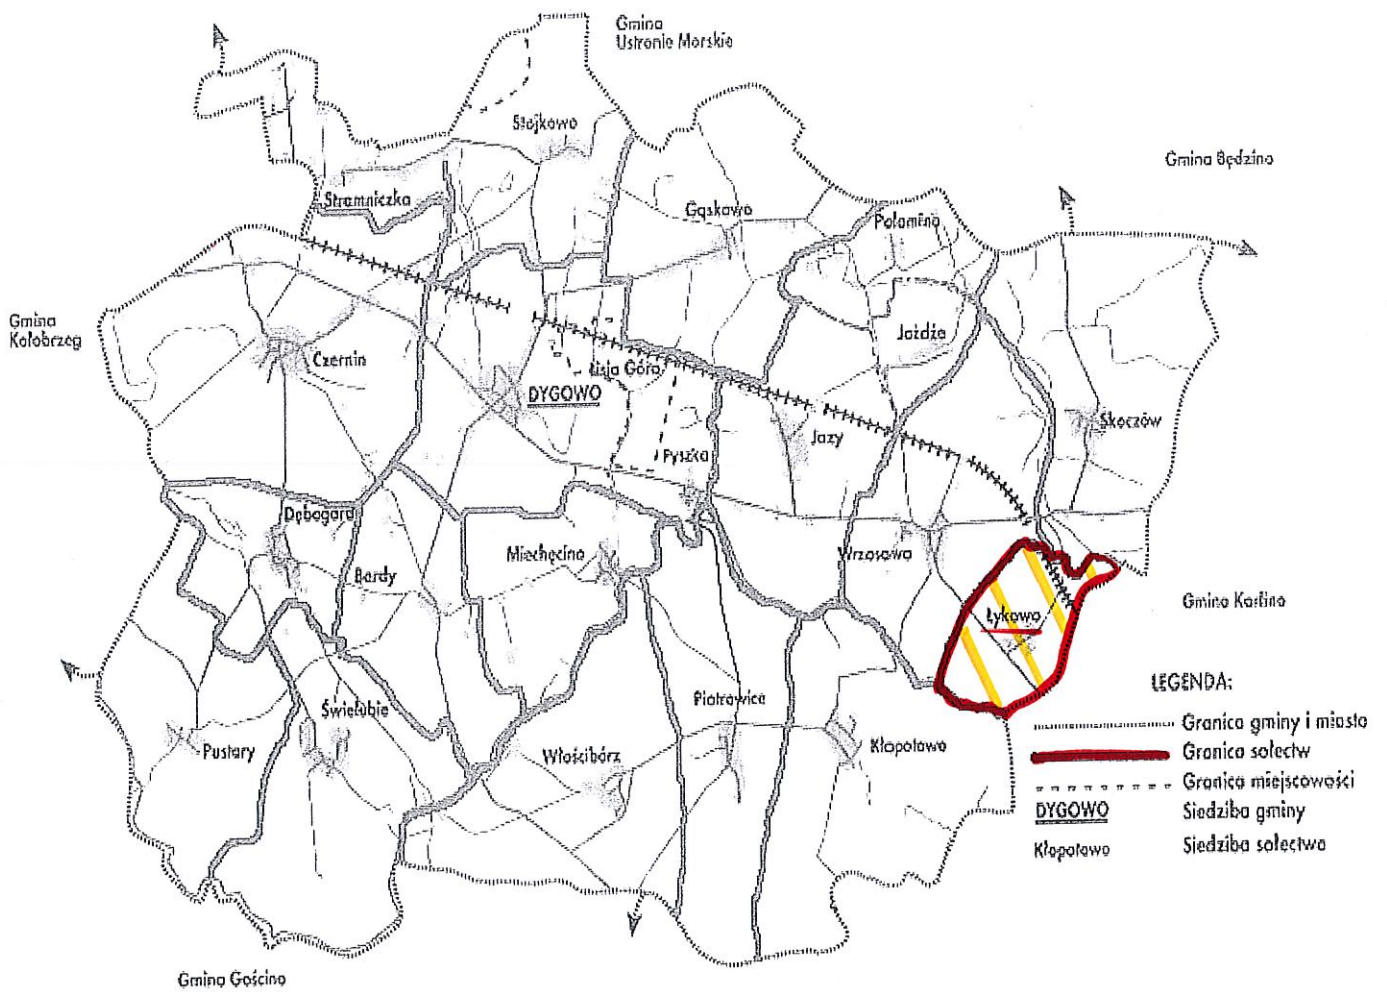 Gmina
Ustronie Morskie
Stojkowo
Gmina Będzino
Stramniczka
Gąskowo
Połomino
Gmina
Kołobrzeg
Jażdże
Czernin
Lisia Góra
DYGOWO
Skoczów
Jazy
Pyszka
Dębogard
Miechęcino
Wrzosowo
Bardy
Gmina Karlino
Łykowo
LEGENDA:
Piotrowice
Świelubie
Granica gminy i miasta
Pustary
Włościbórz
Kłopotowo
Granica sołectw
Granica miejscowości
DYGOWO Siedziba gminy
Kłopotowo Siedziba sołectwa
Gmina Gościno